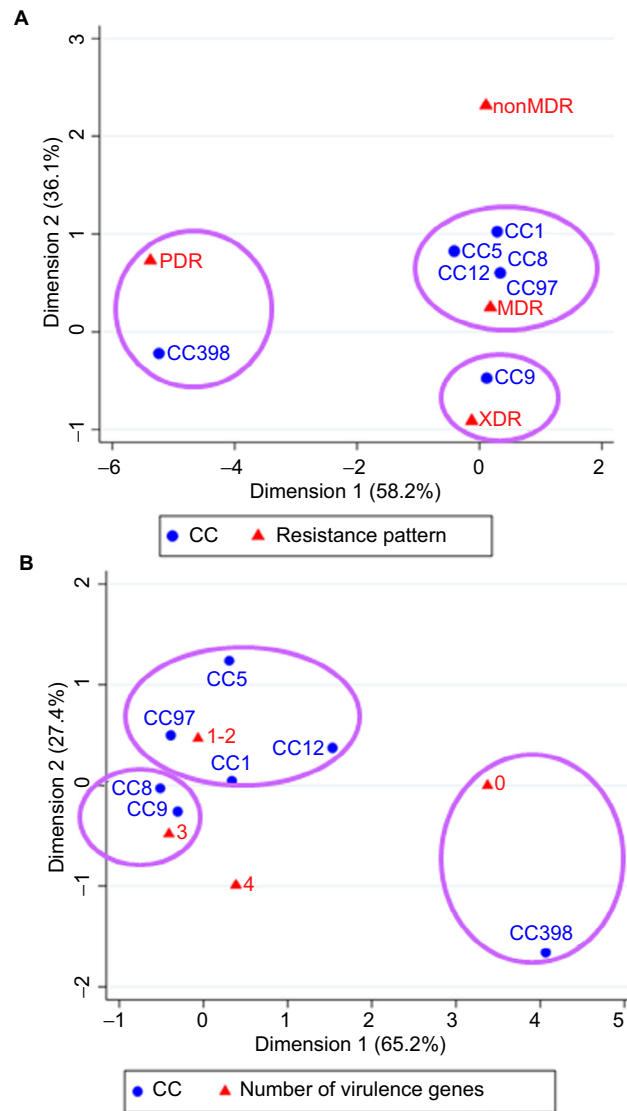 A
3
2
1
0
−1
Dimension 2 (36.1%)
nonMDR
CC1
CC5
CC8
CC12
CC97
MDR
PDR
CC398
CC9
XDR
−6
−4
−2
0
2
Dimension 1 (58.2%)
CC
Resistance pattern
B
2
1
0
−1
−2
Dimension 2 (27.4%)
CC5
CC97
1-2
CC12
CC1
CC8
CC9
3
4
0
CC398
−1
0
1
2
3
4
5
Dimension 1 (65.2%)
CC
Number of virulence genes